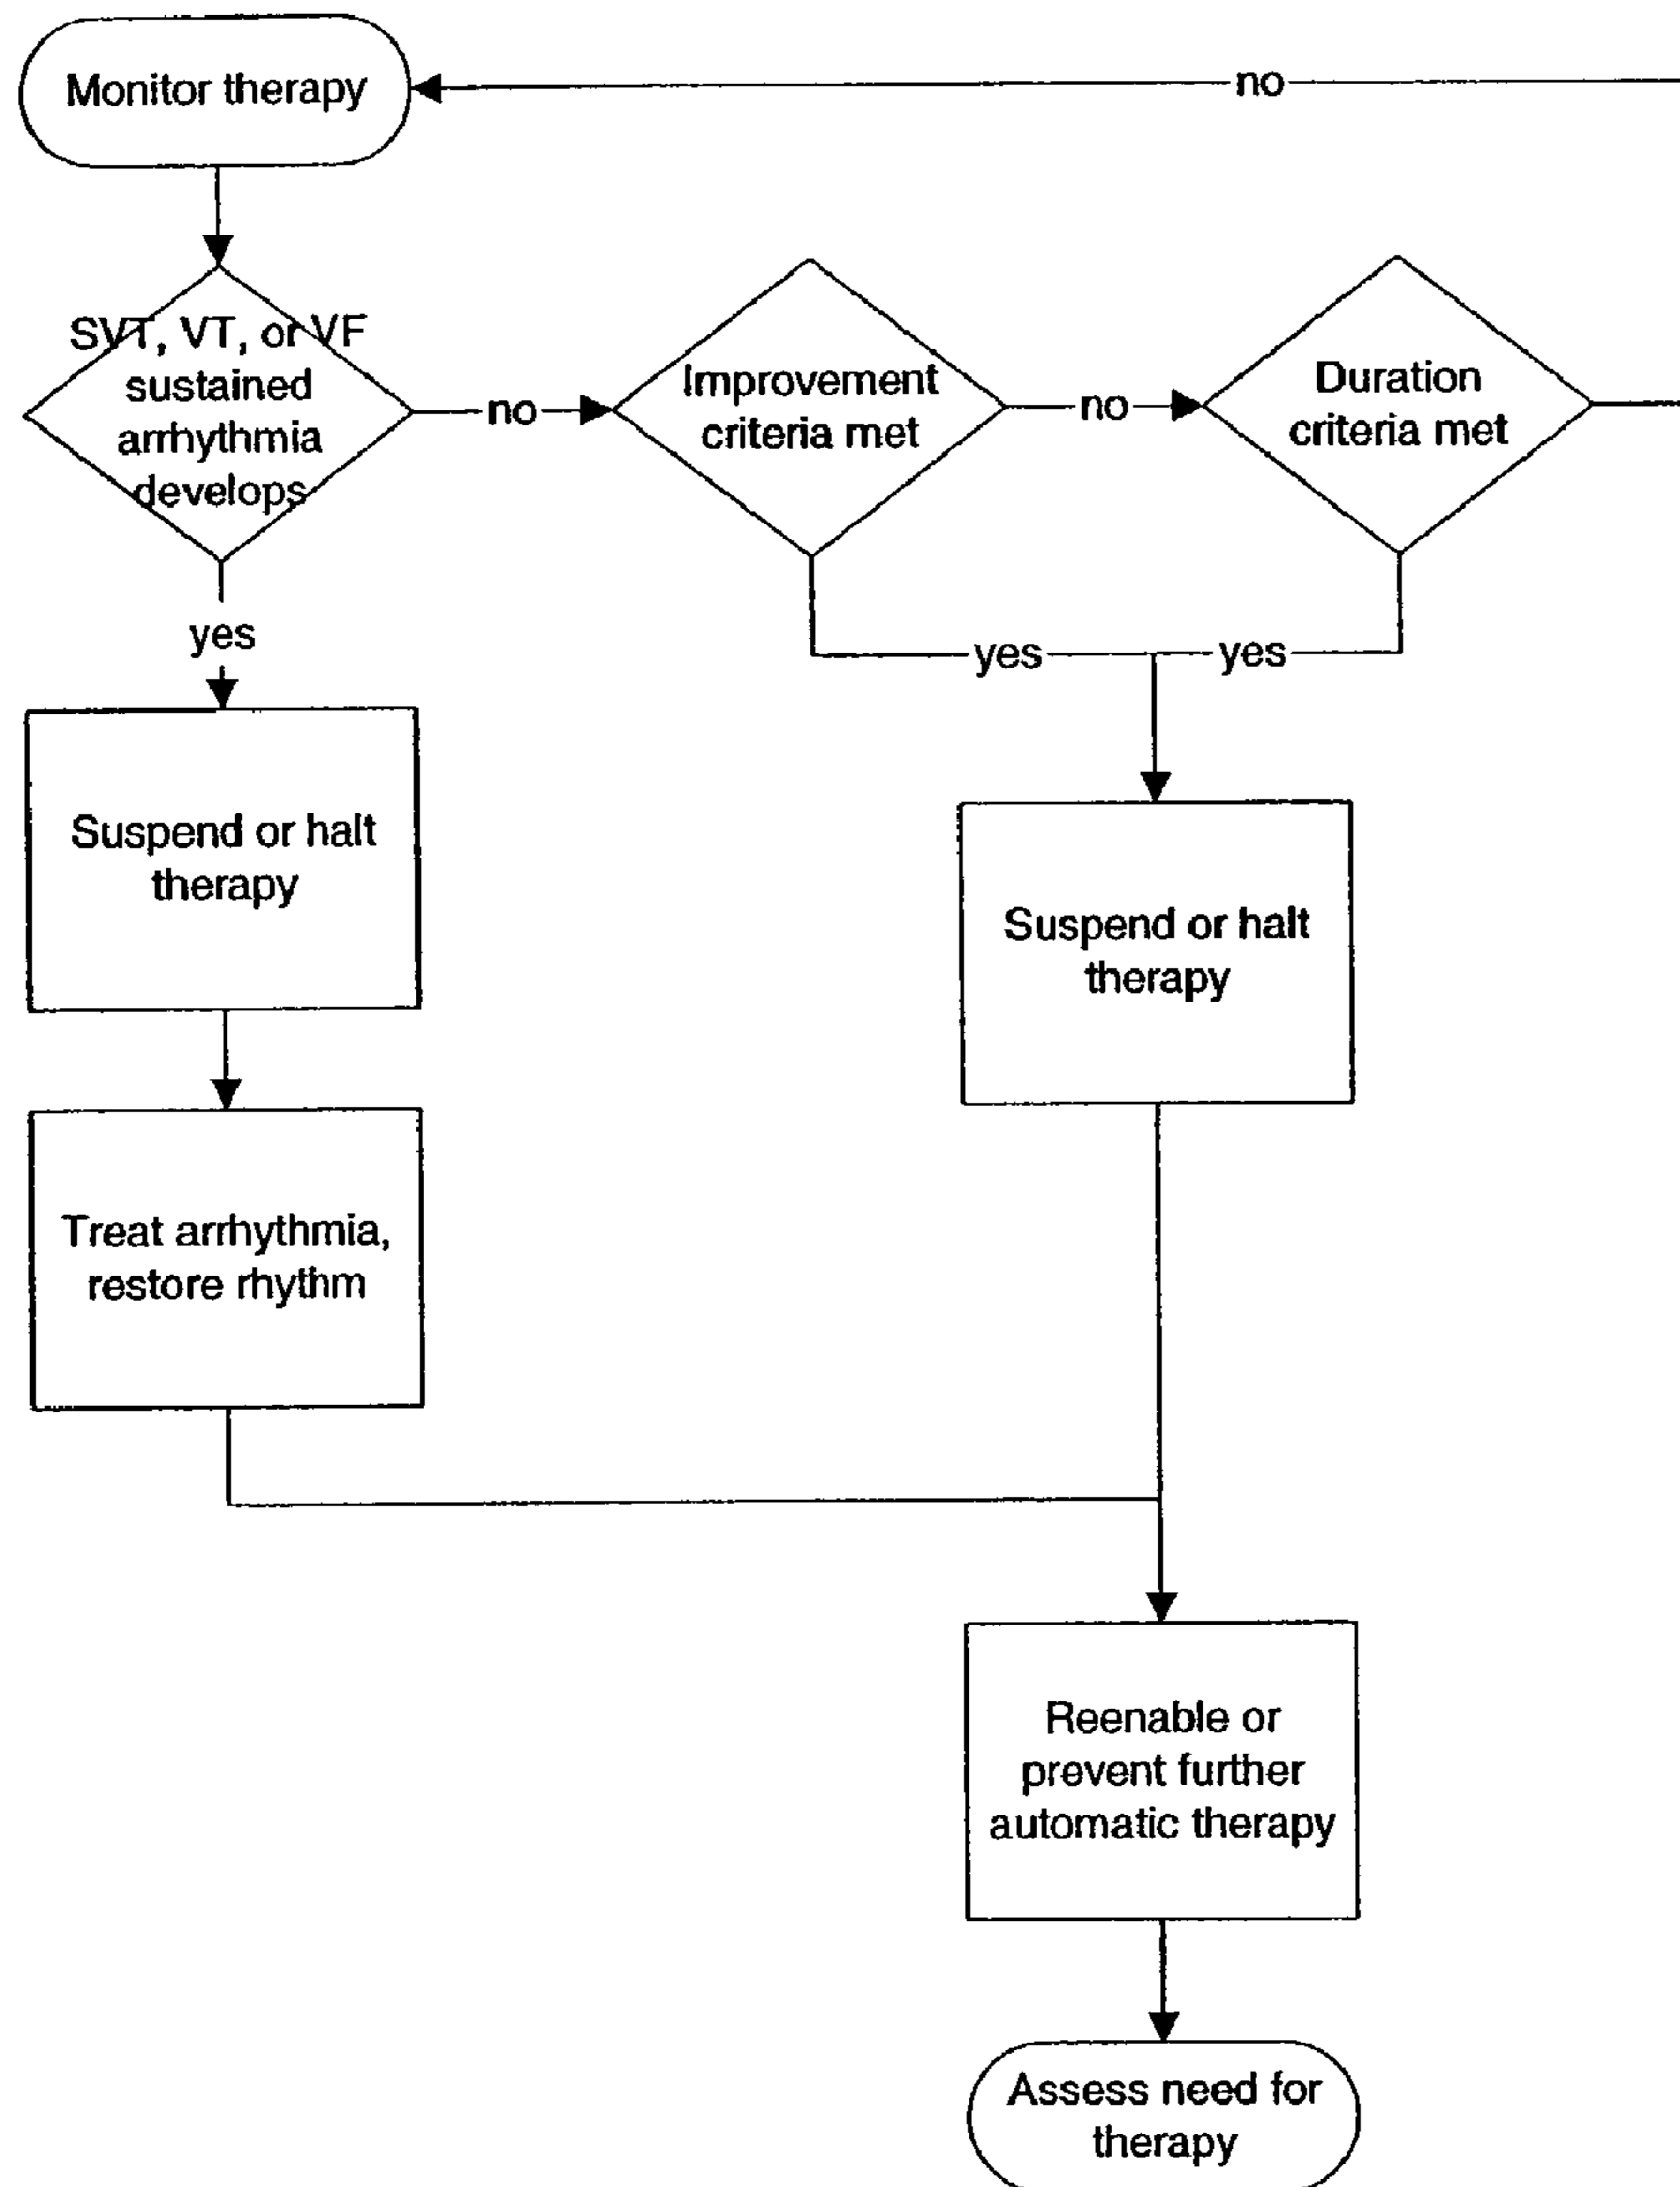 Monitor therapy
no
SVT, VT, or VF
sustained
arrhythmia
develops
no
Improvement
criteria met
no
Duration
criteria met
yes
yes
yes
Suspend or halt
therapy
Suspend or halt
therapy
Treat arrhythmia,
restore rhythm
Reenable or
prevent further
automatic therapy
Assess need for
therapy